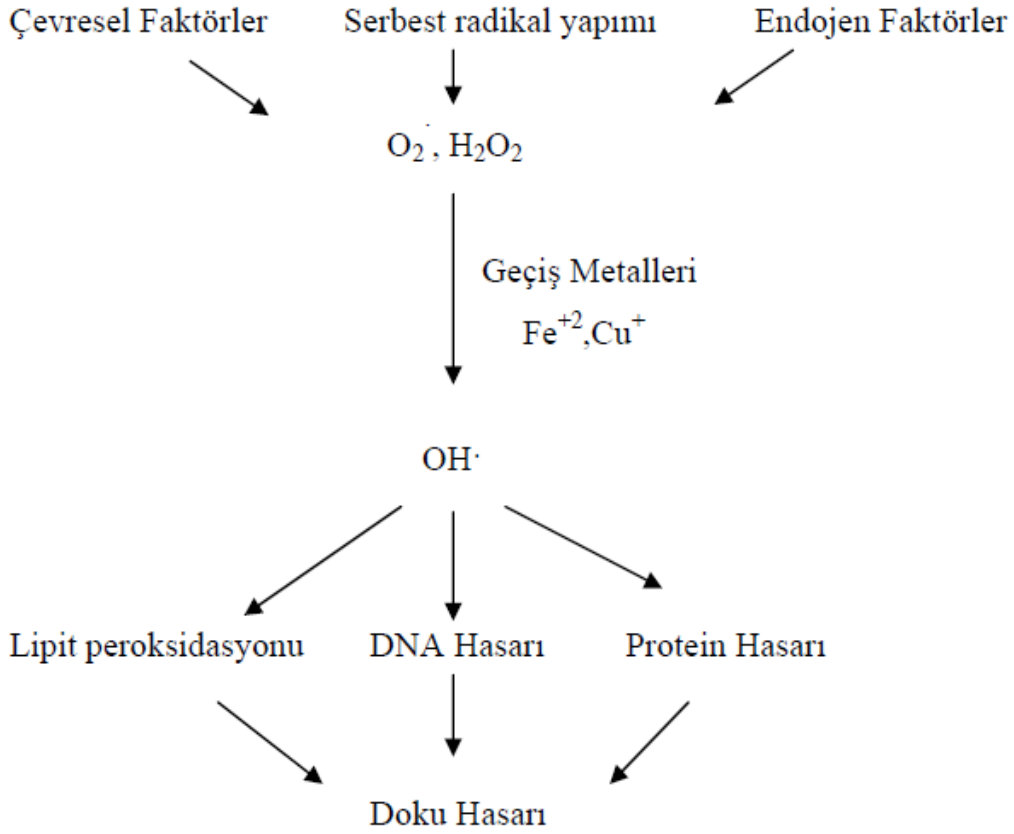 Çevresel Faktörler Serbest radikal yapımı Endojen Faktörler
O₂˙, H₂O₂
Geçiş Metalleri
Fe⁺²,Cu⁺
OH·
Lipit peroksidasyonu DNA Hasarı Protein Hasarı
Doku Hasarı